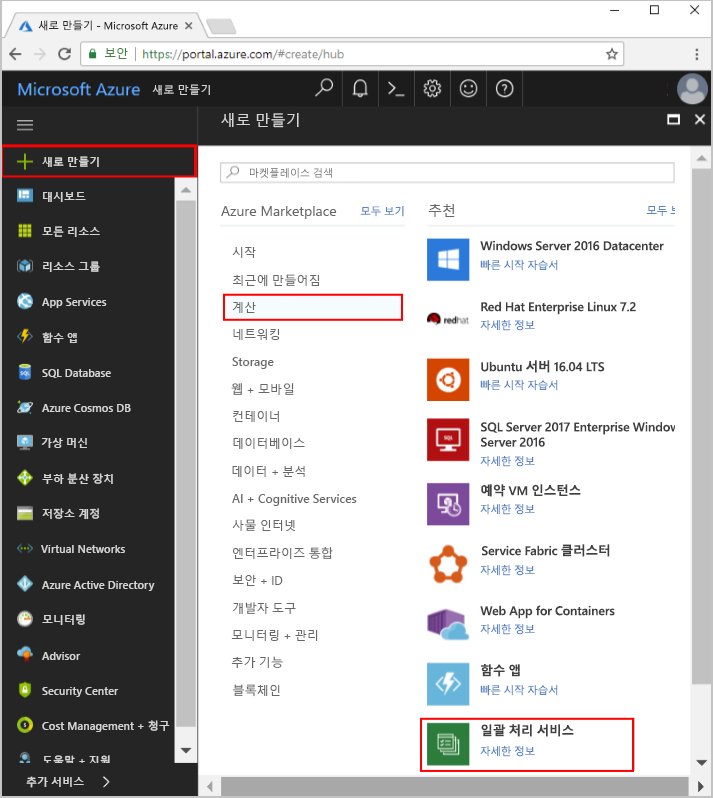 새로 만들기 - Microsoft Azure
보안 https://portal.azure.com/#create/hub
Microsoft Azure 새로 만들기
새로 만들기
새로 만들기
대시보드
모든 리소스
리소스 그룹
App Services
함수 앱
SQL Database
Azure Cosmos DB
가상 머신
부하 분산 장치
저장소 계정
Virtual Networks
Azure Active Directory
모니터링
Advisor
Security Center
Cost Management + 청구
도움말 + 지원
추가 서비스
마켓플레이스 검색
Azure Marketplace 모두 보기
시작
최근에 만들어짐
계산
네트워킹
Storage
웹 + 모바일
컨테이너
데이터베이스
데이터 + 분석
AI + Cognitive Services
사물 인터넷
엔터프라이즈 통합
보안 + ID
개발자 도구
모니터링 + 관리
추가 기능
블록체인
추천 모두
Windows Server 2016 Datacenter
빠른 시작 자습서
redhat
Red Hat Enterprise Linux 7.2
자세한 정보
Ubuntu 서버 16.04 LTS
빠른 시작 자습서
SQL Server 2017 Enterprise Window
Server 2016
자세한 정보
예약 VM 인스턴스
자세한 정보
Service Fabric 클러스터
자세한 정보
Web App for Containers
자세한 정보
함수 앱
빠른 시작 자습서
일괄 처리 서비스
자세한 정보